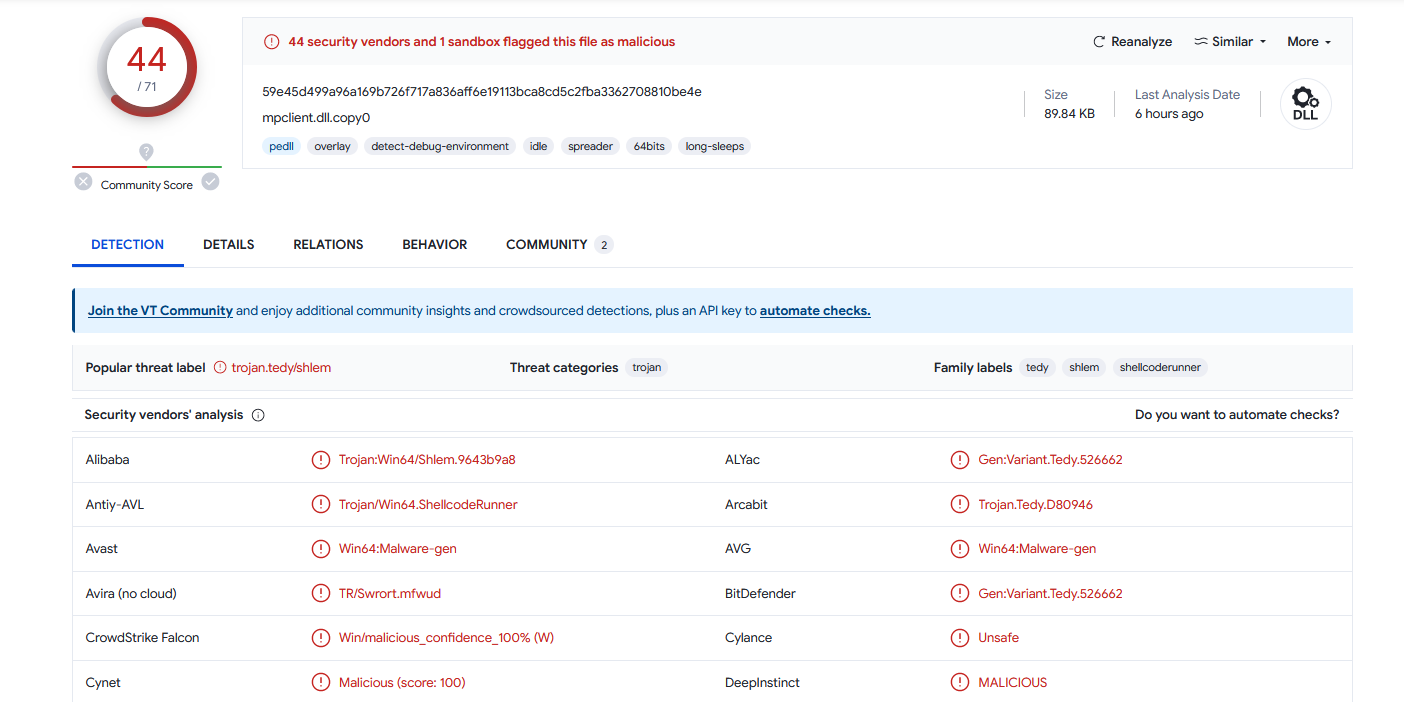 44
/ 71
Community Score
44 security vendors and 1 sandbox flagged this file as malicious
Reanalyze Similar More
59e45d499a96a169b726f717a836aff6e19113bca8cd5c2fba3362708810be4e
mpclient.dll.copy0
pedll overlay detect-debug-environment idle spreader 64bits long-sleeps
Size
89.84 KB
Last Analysis Date
6 hours ago
DLL
DETECTION DETAILS RELATIONS BEHAVIOR COMMUNITY 2
Join the VT Community and enjoy additional community insights and crowdsourced detections, plus an API key to automate checks.
Popular threat label trojan.tedy/shlem Threat categories trojan Family labels tedy shlem shellcoderunner
Security vendors' analysis Do you want to automate checks?
Alibaba Trojan:Win64/Shlem.9643b9a8 ALYac Gen:Variant.Tedy.526662
Antiy-AVL Trojan/Win64.ShellcodeRunner Arcabit Trojan.Tedy.D80946
Avast Win64:Malware-gen AVG Win64:Malware-gen
Avira (no cloud) TR/Swrort.mfwud BitDefender Gen:Variant.Tedy.526662
CrowdStrike Falcon Win/malicious_confidence_100% (W) Cylance Unsafe
Cynet Malicious (score: 100) DeepInstinct MALICIOUS